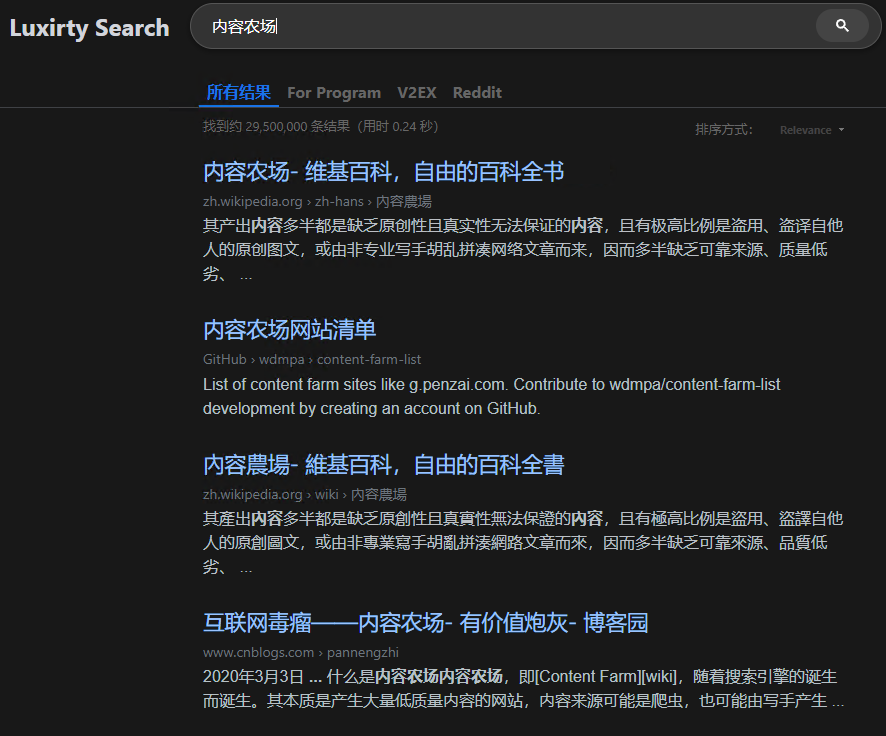 Luxirty Search
内容农场
所有结果 For Program V2EX Reddit
找到约 29,500,000 条结果（用时 0.24 秒）
排序方式： Relevance
内容农场- 维基百科，自由的百科全书
zh.wikipedia.org › zh-hans › 内容農場
其产出内容多半都是缺乏原创性且真实性无法保证的内容，且有极高比例是盗用、盗译自他
人的原创图文，或由非专业写手胡乱拼凑网络文章而来，因而多半缺乏可靠来源、质量低
劣、 ...
内容农场网站清单
GitHub › wdmpa › content-farm-list
List of content farm sites like g.penzai.com. Contribute to wdmpa/content-farm-list
development by creating an account on GitHub.
内容農場- 維基百科，自由的百科全書
zh.wikipedia.org › wiki › 内容農場
其產出內容多半都是缺乏原創性且真實性無法保證的內容，且有極高比例是盜用、盜譯自他
人的原創圖文，或由非專業寫手胡亂拼湊網路文章而來，因而多半缺乏可靠來源、品質低
劣、 ...
互联网毒瘤——内容农场- 有价值炮灰- 博客园
www.cnblogs.com › pannengzhi
2020年3月3日 ... 什么是内容农场内容农场，即[Content Farm][wiki]，随着搜索引擎的诞生
而诞生。其本质是产生大量低质量内容的网站，内容来源可能是爬虫，也可能由写手产生 ...